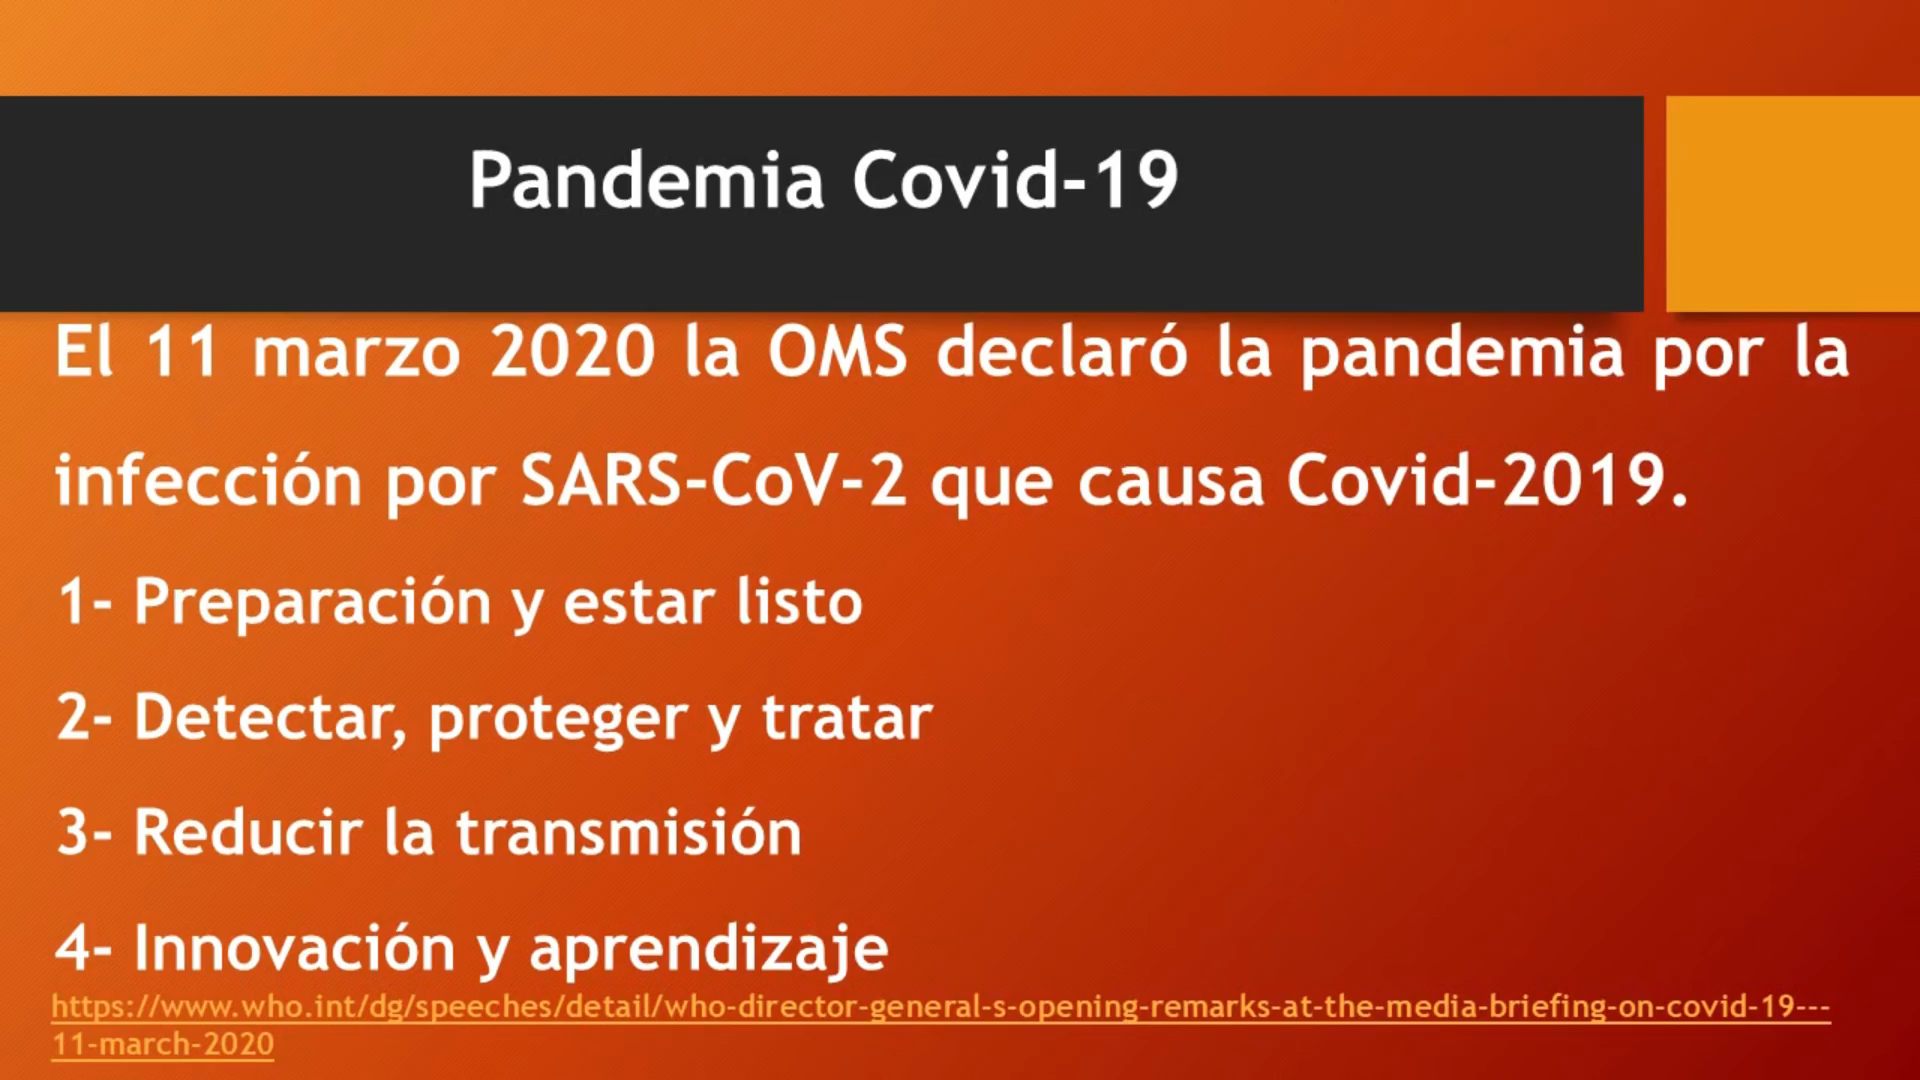 Pandemia Covid-19
El 11 marzo 2020 la OMS declaró la pandemia por la
infección por SARS-CoV-2 que causa Covid-2019.
1- Preparación y estar listo
2- Detectar, proteger y tratar
3- Reducir la transmisión
4- Innovación y aprendizaje
https://www.who.int/dg/speeches/detail/who-director-general-s-opening-remarks-at-the-media-briefing-on-covid-19---
11-march-2020